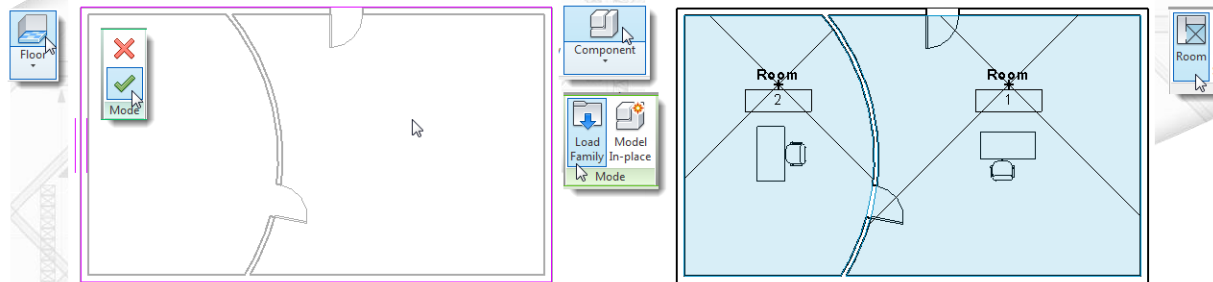 Floor
Mode
Component
Load
Family
Model
In-place
Mode
Room
2
Room
1
Room